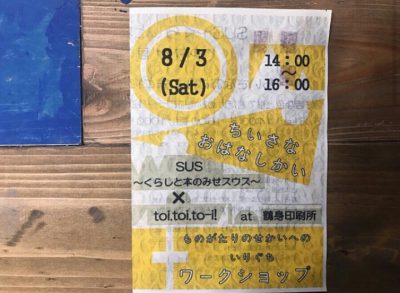 8/3
(Sat)
14:00
～
16:00
ちいさな
おはなしかい
SUS
～くらしと本のみせスウス～
×
toi.toi.to-i!
at 鶴身印刷所
ものがたりのせかいへの
いりぐち
ワークショップ